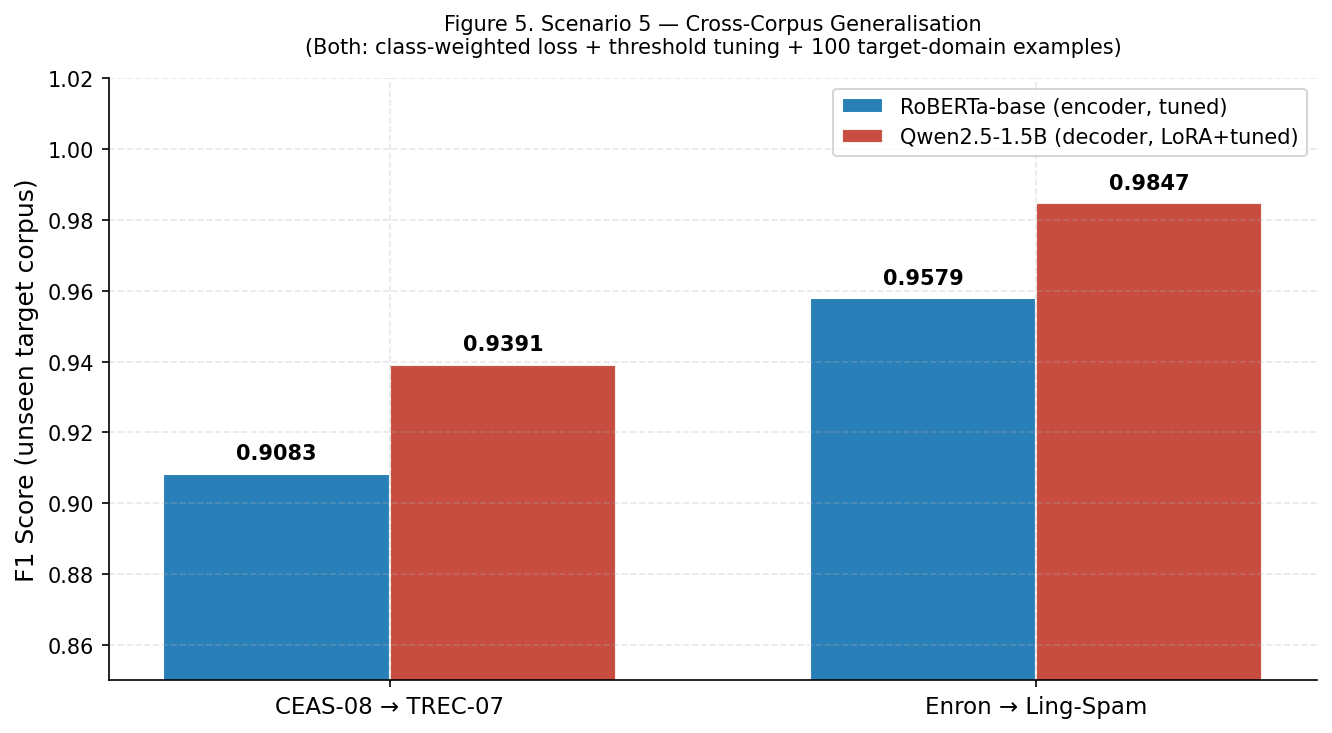 Figure 5. Scenario 5 — Cross-Corpus Generalisation
(Both: class-weighted loss + threshold tuning + 100 target-domain examples)
RoBERTa-base (encoder, tuned)
Qwen2.5-1.5B (decoder, LoRA+tuned)
F1 Score (unseen target corpus)
1.02
1.00
0.98
0.96
0.94
0.92
0.90
0.88
0.86
0.9083
0.9391
0.9579
0.9847
CEAS-08 → TREC-07
Enron → Ling-Spam